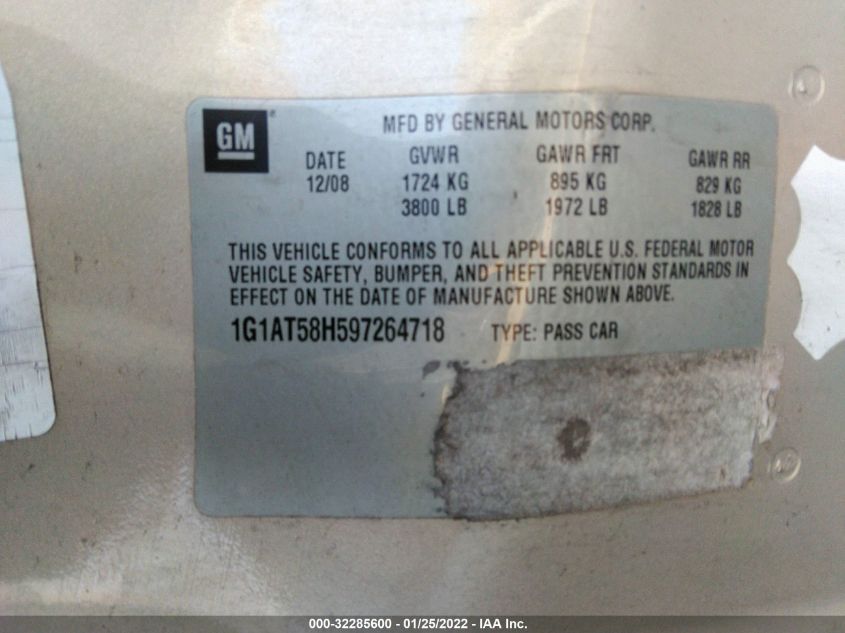 GM
MFD BY GENERAL MOTORS CORP.
DATE GVWR GAWR FRT GAWR RR
12/08 1724 KG 895 KG 829 KG
3800 LB 1972 LB 1828 LB
THIS VEHICLE CONFORMS TO ALL APPLICABLE U.S. FEDERAL MOTOR
VEHICLE SAFETY, BUMPER, AND THEFT PREVENTION STANDARDS IN
EFFECT ON THE DATE OF MANUFACTURE SHOWN ABOVE.
1G1AT58H597264718 TYPE: PASS CAR
000-32285600 - 01/25/2022 - IAA Inc.